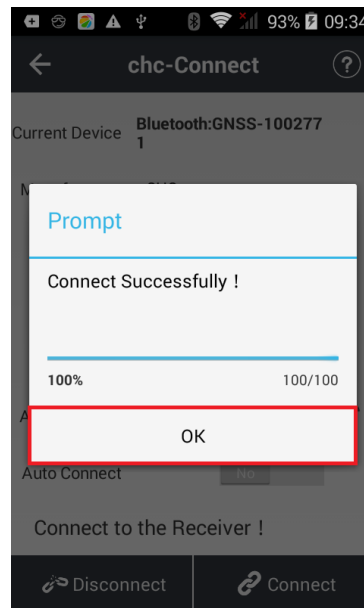 93% 09:34
chc-Connect
?
Current Device
Bluetooth:GNSS-100277
1
Prompt
Connect Successfully !
100%
100/100
OK
Auto Connect
No
Connect to the Receiver !
Disconnect
Connect